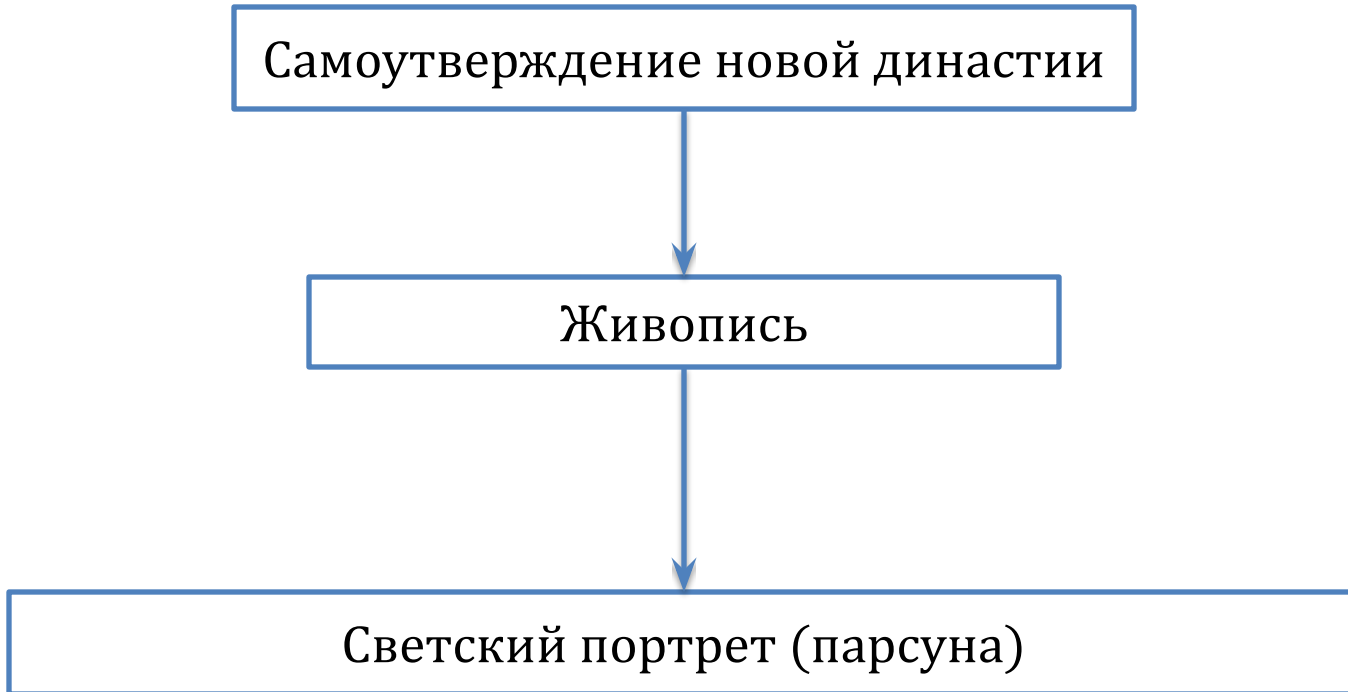 Самоутверждение новой династии
Живопись
Светский портрет (парсуна)